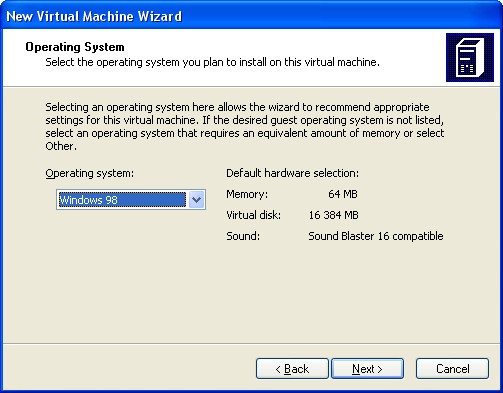 New Virtual Machine Wizard
Operating System
Select the operating system you plan to install on this virtual machine.
Selecting an operating system here allows the wizard to recommend appropriate
settings for this virtual machine. If the desired guest operating system is not listed,
select an operating system that requires an equivalent amount of memory or select
Other.
Operating system:
Windows 98
Default hardware selection:
Memory: 64 MB
Virtual disk: 16 384 MB
Sound: Sound Blaster 16 compatible
< Back Next > Cancel